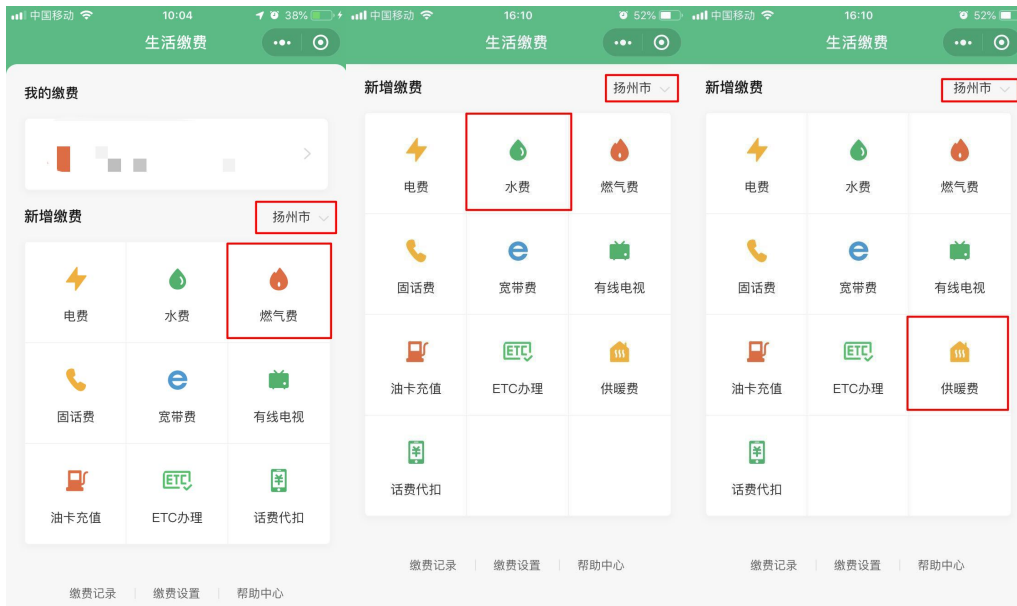 中国移动 10:04 38%
生活缴费
我的缴费
新增缴费 扬州市
电费 水费 燃气费
固话费 宽带费 有线电视
油卡充值 ETC办理 话费代扣
缴费记录 缴费设置 帮助中心
中国移动 16:10 52%
生活缴费
新增缴费 扬州市
电费 水费 燃气费
固话费 宽带费 有线电视
ETC
油卡充值 ETC办理 供暖费
话费代扣
缴费记录 缴费设置 帮助中心
中国移动 16:10 52%
生活缴费
新增缴费 扬州市
电费 水费 燃气费
固话费 宽带费 有线电视
ETC
油卡充值 ETC办理 供暖费
话费代扣
缴费记录 缴费设置 帮助中心